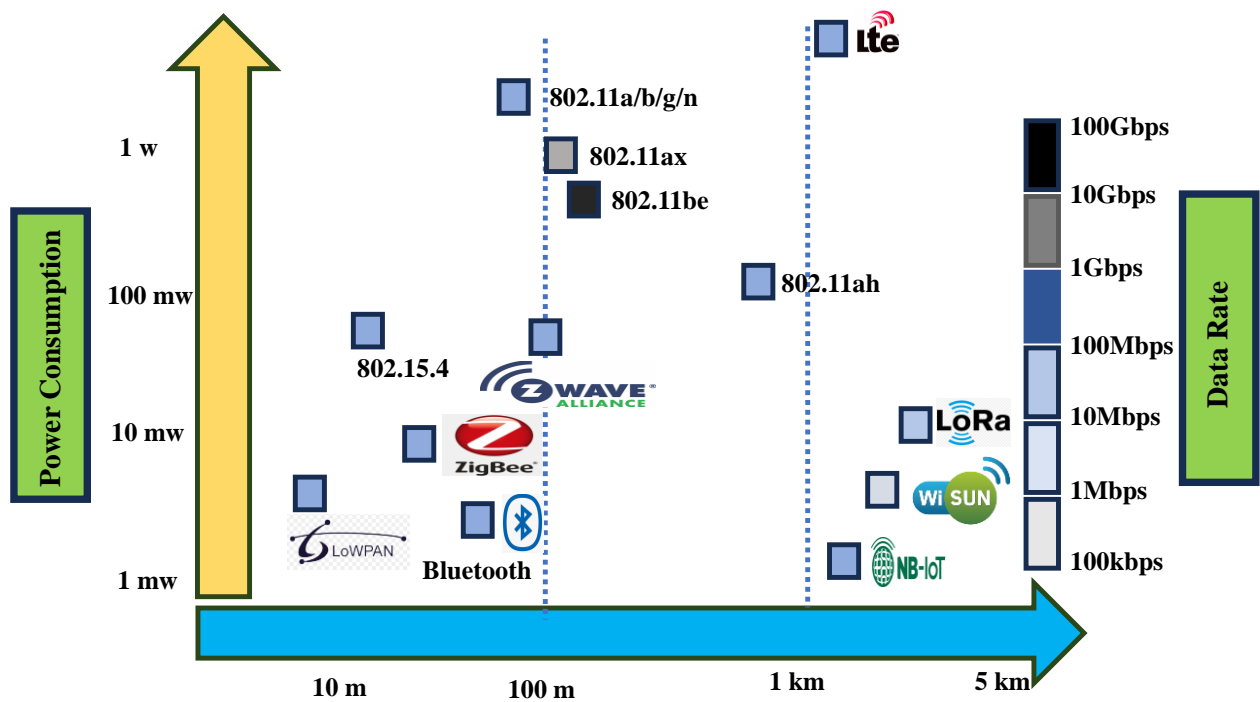 Lte
802.11a/b/g/n
100Gbps
1 w
802.11ax
802.11be
10Gbps
1Gbps
Power Consumption
Data Rate
100 mw
802.11ah
100Mbps
802.15.4
Z WAVE®
ALLIANCE
10 mw
LoRa
10Mbps
ZigBee®
Wi SUN
1Mbps
6 LoWPAN
Bluetooth
NB-IoT
100kbps
1 mw
10 m
100 m
1 km
5 km